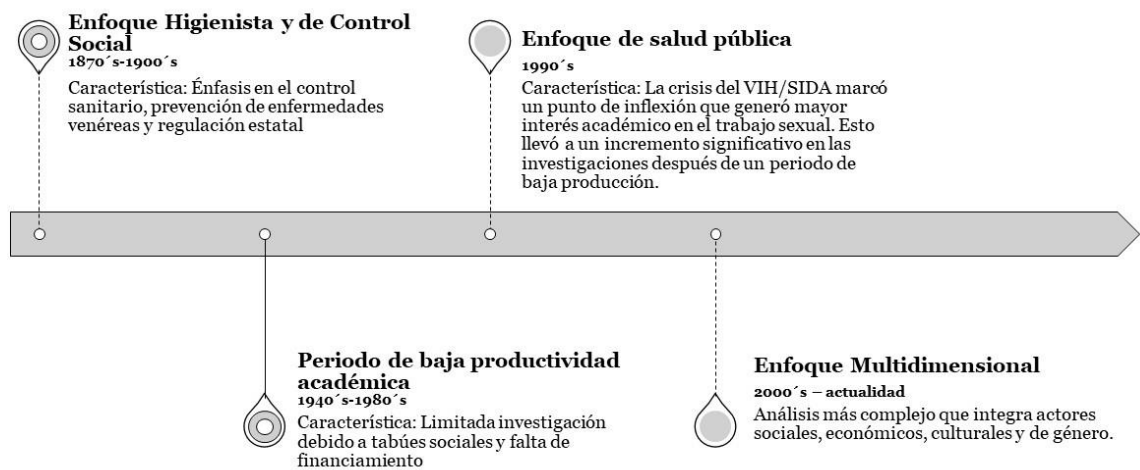 Enfoque Higienista y de Control
Social
1870´s-1900´s
Característica: Énfasis en el control
sanitario, prevención de enfermedades
venéreas y regulación estatal
Enfoque de salud pública
1990´s
Característica: La crisis del VIH/SIDA marcó
un punto de inflexión que generó mayor
interés académico en el trabajo sexual. Esto
llevó a un incremento significativo en las
investigaciones después de un periodo de
baja producción.
Periodo de baja productividad
académica
1940´s-1980´s
Característica: Limitada investigación
debido a tabúes sociales y falta de
financiamiento
Enfoque Multidimensional
2000´s – actualidad
Análisis más complejo que integra actores
sociales, económicos, culturales y de género.